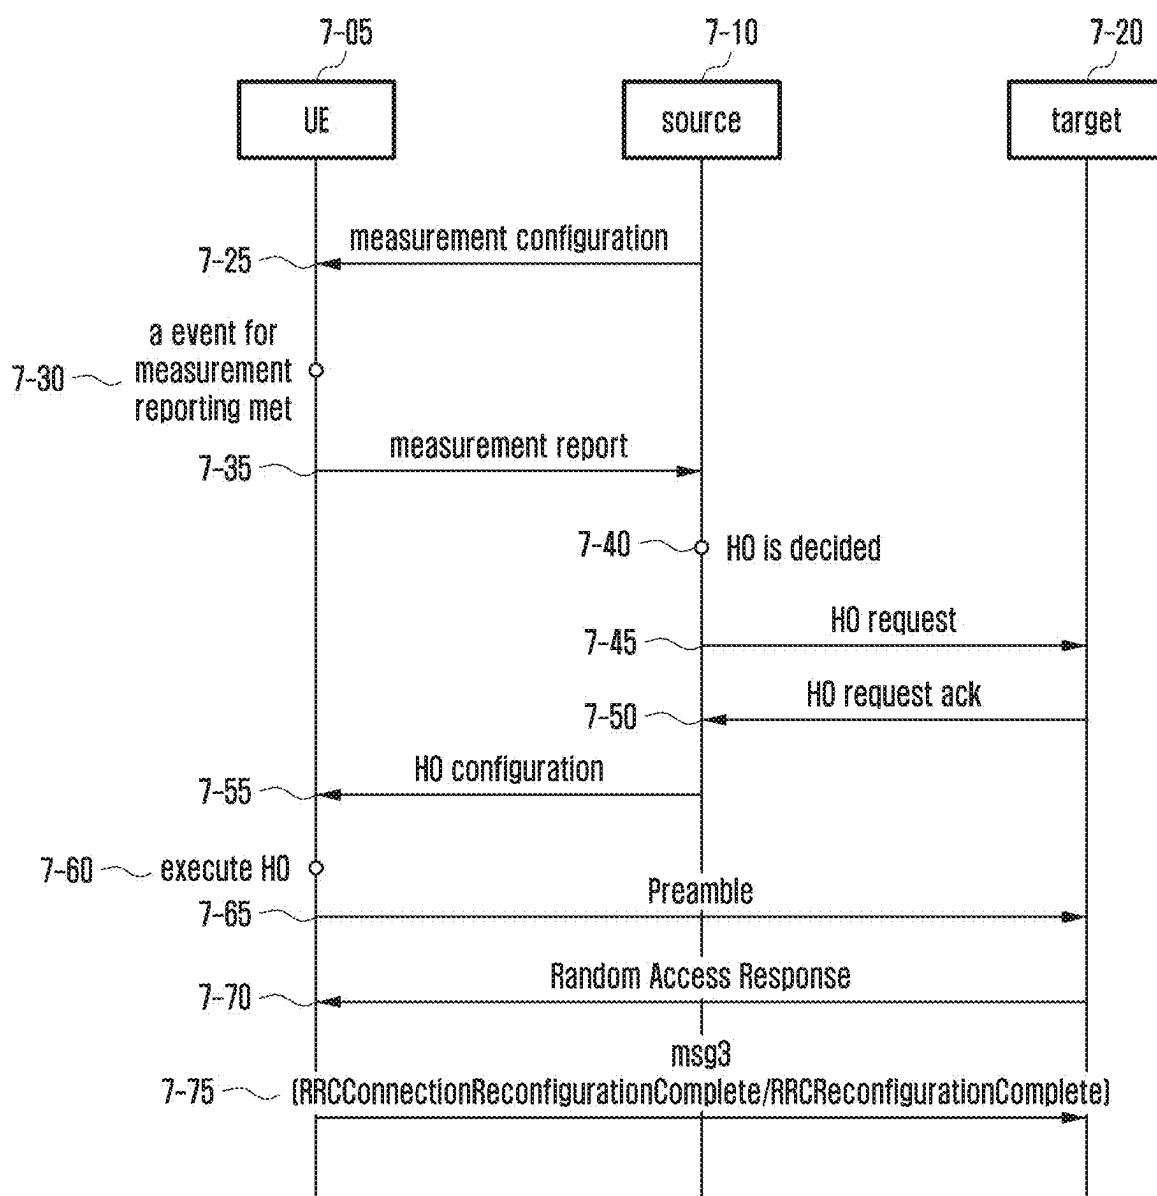 7-05
7-10
7-20
UE
source
target
measurement configuration
7-25
a event for
measurement
reporting met
7-30
measurement report
7-35
7-40
HO is decided
HO request
7-45
HO request ack
7-50
HO configuration
7-55
7-60
execute HO
Preamble
7-65
Random Access Response
7-70
msg3
7-75
(RRCConnectionReconfigurationComplete/RRCReconfigurationComplete)